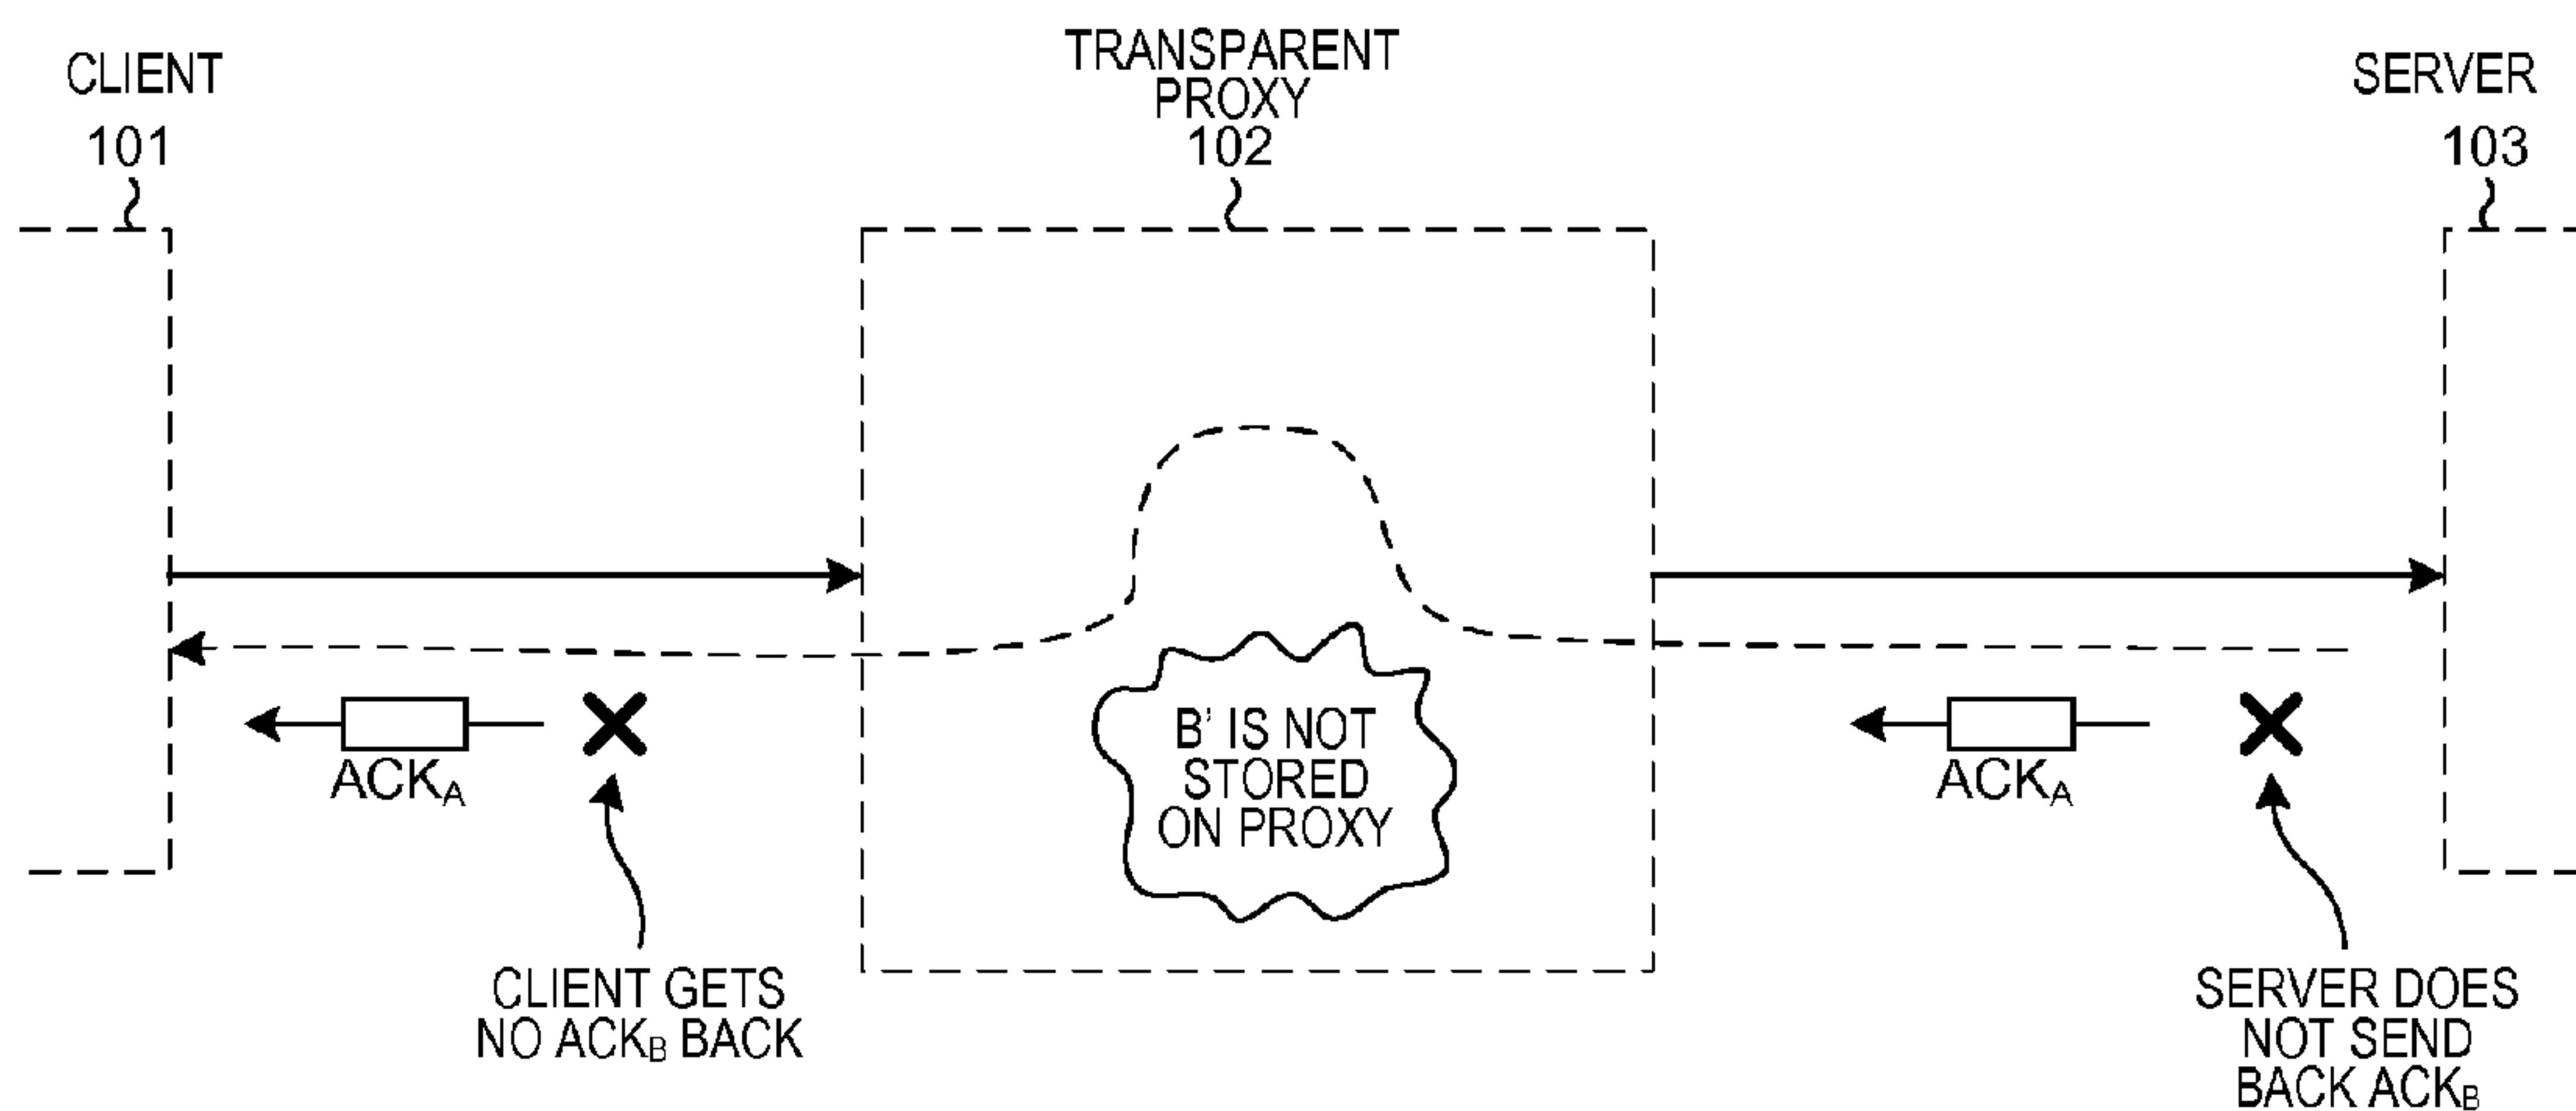 CLIENT
101
TRANSPARENT
PROXY
102
SERVER
103
ACKA
B' IS NOT
STORED
ON PROXY
ACKA
CLIENT GETS
NO ACKB BACK
SERVER DOES
NOT SEND
BACK ACKB